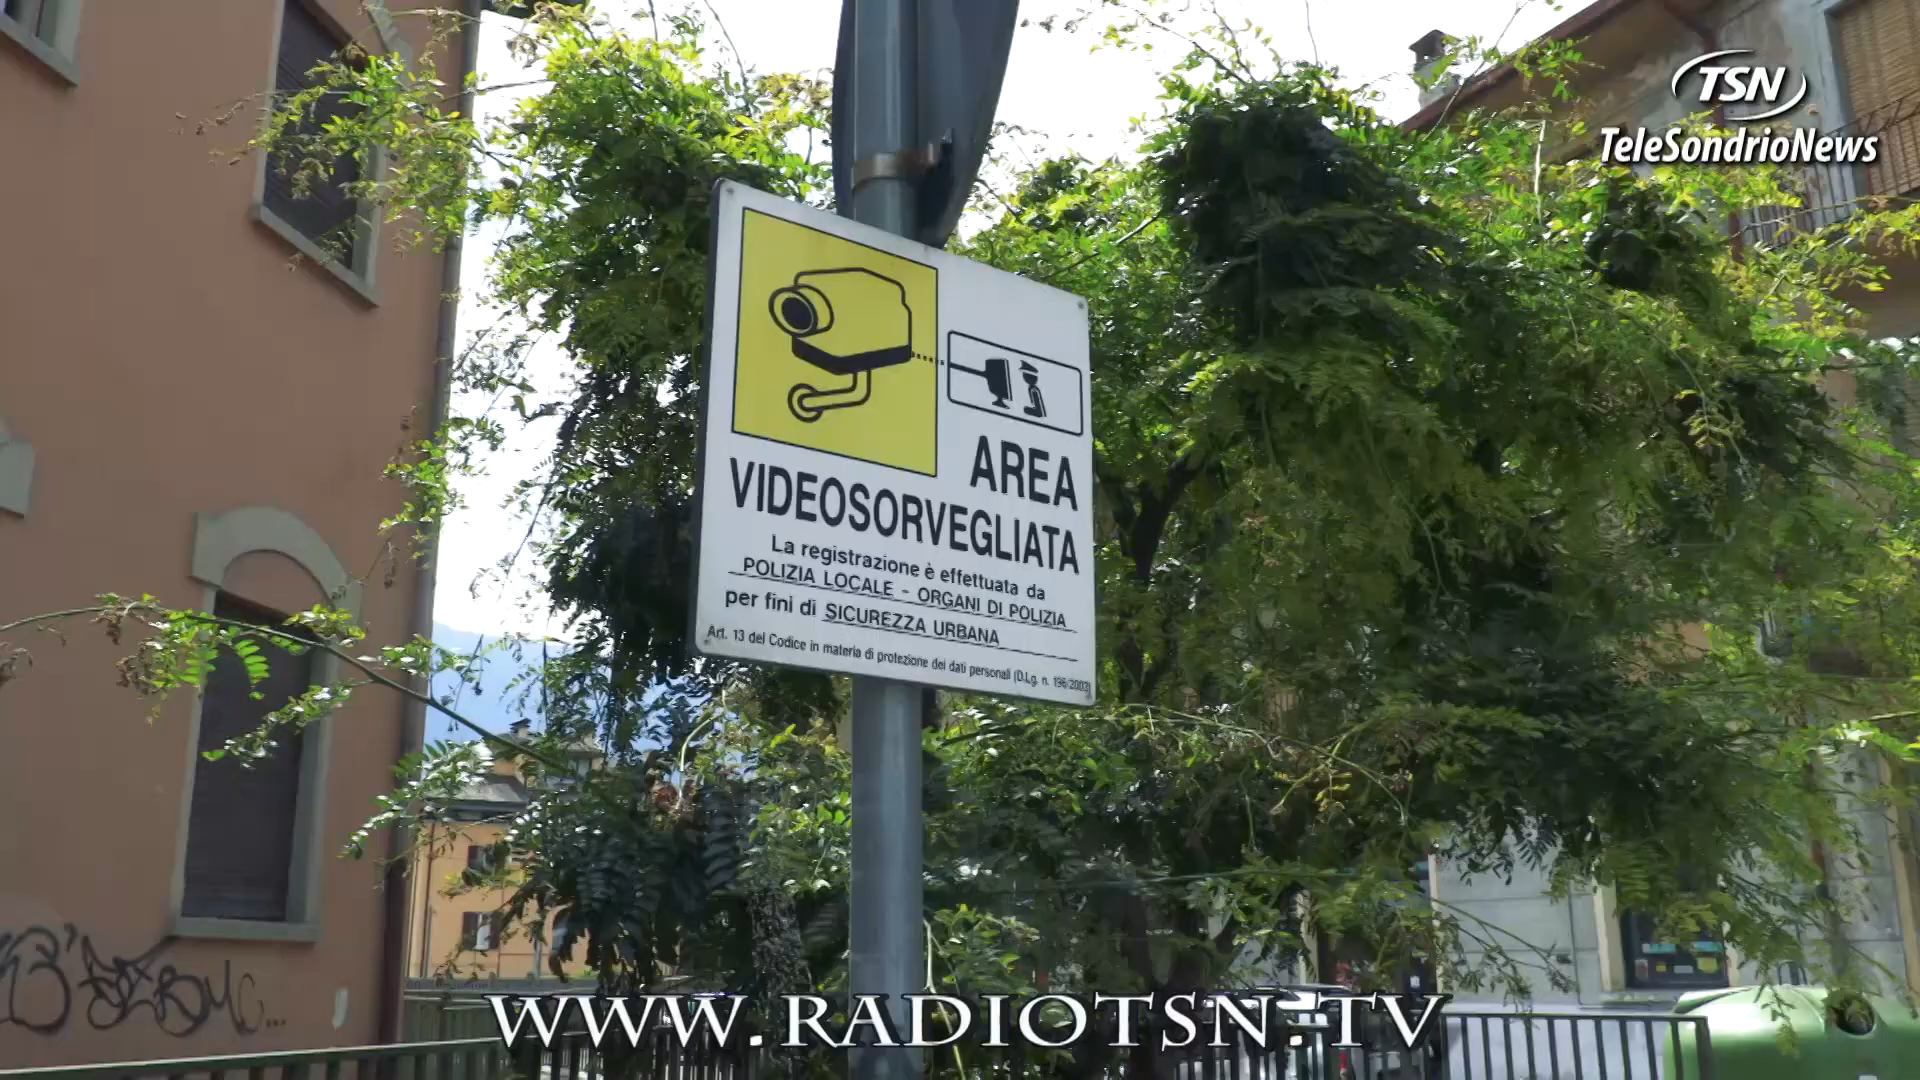 TSN
TeleSondrioNews
AREA
VIDEOSORVEGLIATA
La registrazione è effettuata da
POLIZIA LOCALE - ORGANI DI POLIZIA
per fini di SICUREZZA URBANA
Art. 13 del Codice in materia di protezione dei dati personali (D.Lg. n. 196/2003)
WWW.RADIOTSN.TV